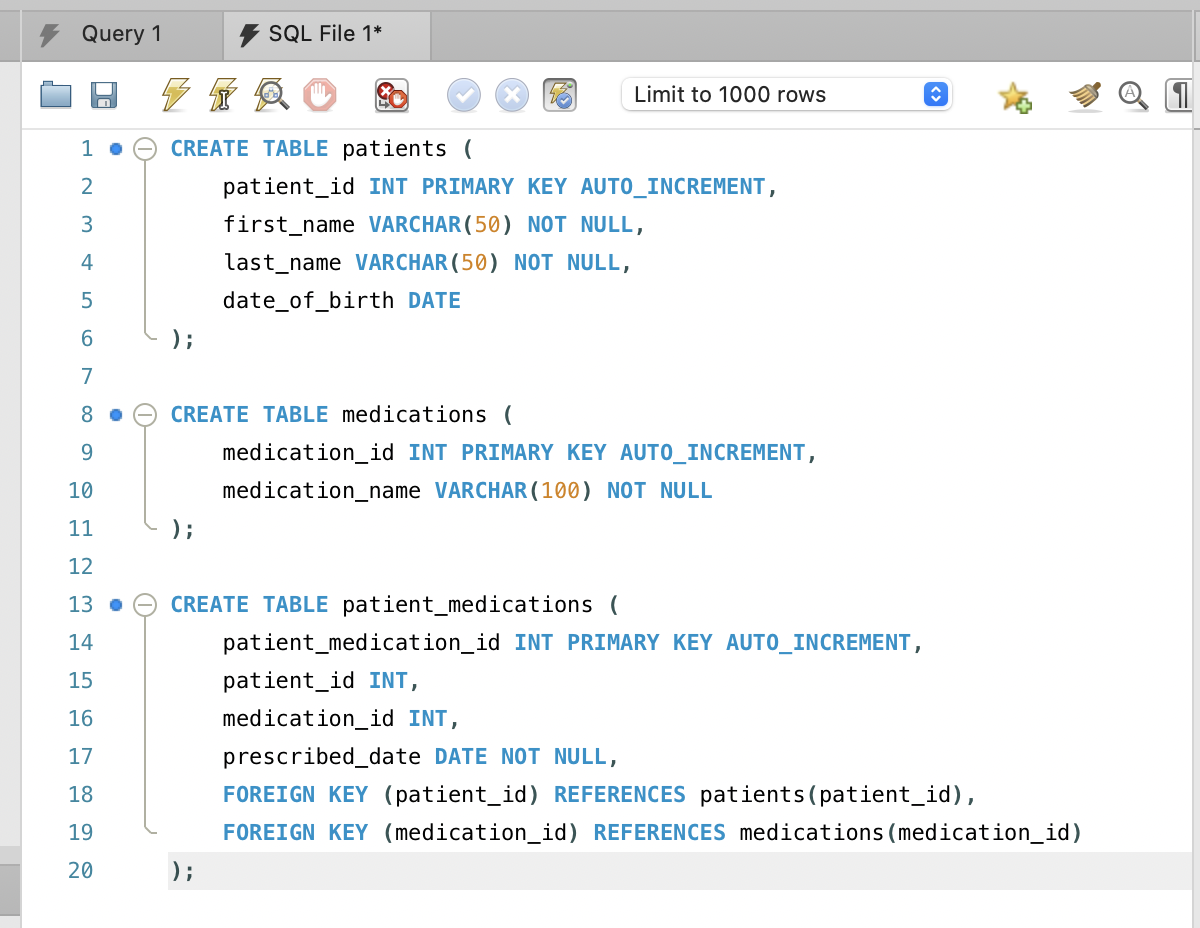 Query 1
SQL File 1*
Limit to 1000 rows
1 CREATE TABLE patients (
2     patient_id INT PRIMARY KEY AUTO_INCREMENT,
3     first_name VARCHAR(50) NOT NULL,
4     last_name VARCHAR(50) NOT NULL,
5     date_of_birth DATE
6 );
7
8 CREATE TABLE medications (
9     medication_id INT PRIMARY KEY AUTO_INCREMENT,
10     medication_name VARCHAR(100) NOT NULL
11 );
12
13 CREATE TABLE patient_medications (
14     patient_medication_id INT PRIMARY KEY AUTO_INCREMENT,
15     patient_id INT,
16     medication_id INT,
17     prescribed_date DATE NOT NULL,
18     FOREIGN KEY (patient_id) REFERENCES patients(patient_id),
19     FOREIGN KEY (medication_id) REFERENCES medications(medication_id)
20 );